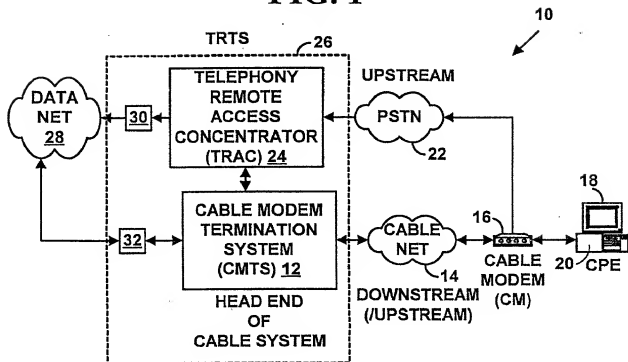 10
TRTS
26
TELEPHONY
REMOTE
ACCESS
CONCENTRATOR
(TRAC) 24
UPSTREAM
PSTN
22
DATA
NET
28
30
18
32
CABLE MODEM
TERMINATION
SYSTEM
(CMTS) 12
CABLE
NET
14
16
CABLE
MODEM
(CM)
20
CPE
DOWNSTREAM
(/UPSTREAM)
HEAD END
OF
CABLE SYSTEM